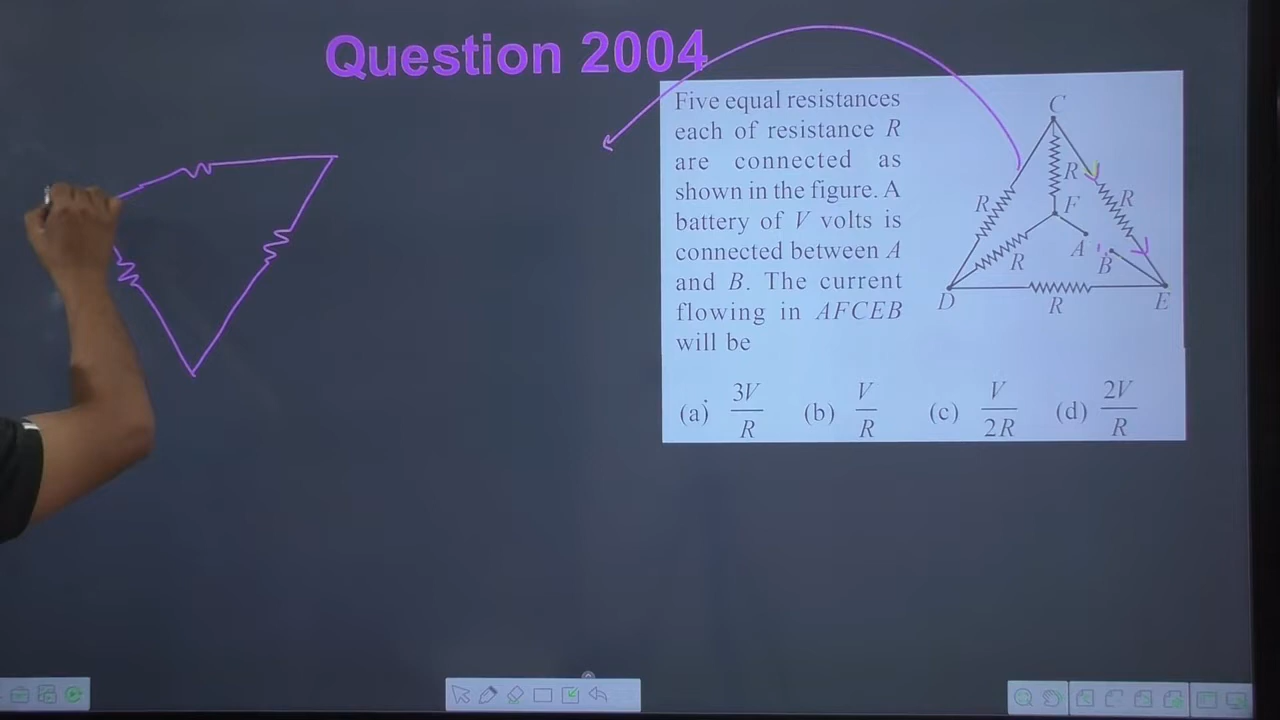 Question 2004
Five equal resistances
each of resistance R
are connected as
shown in the figure. A
battery of V volts is
connected between A
and B. The current
flowing in AFCEB
will be
C
R
R
R
F
A
B
R
D
R
E
(a) 3V/R (b) V/R (c) V/2R (d) 2V/R